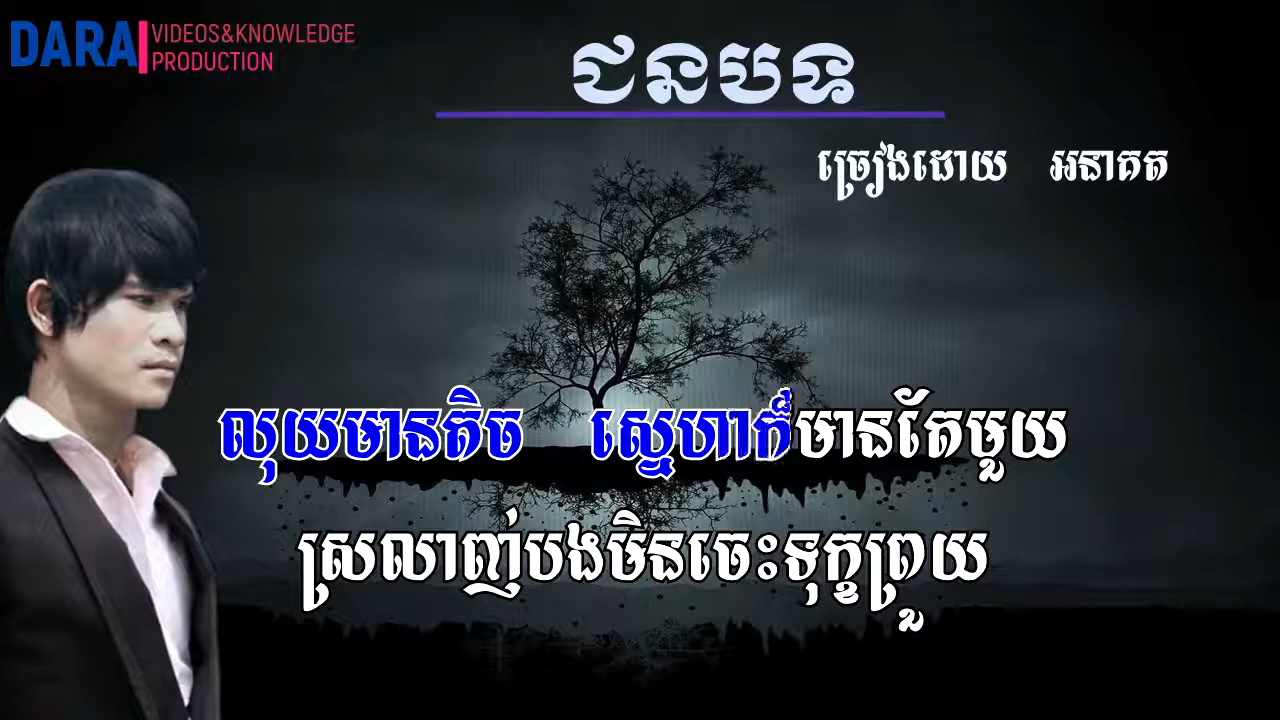 DARA VIDEOS&KNOWLEDGE
PRODUCTION
ជនបទ
ច្រៀងដោយ អនាគត
លុយមានតិច ស្នេហាក៏មានតែមួយ
ស្រលាញ់បងមិនចេះទុក្ខព្រួយ